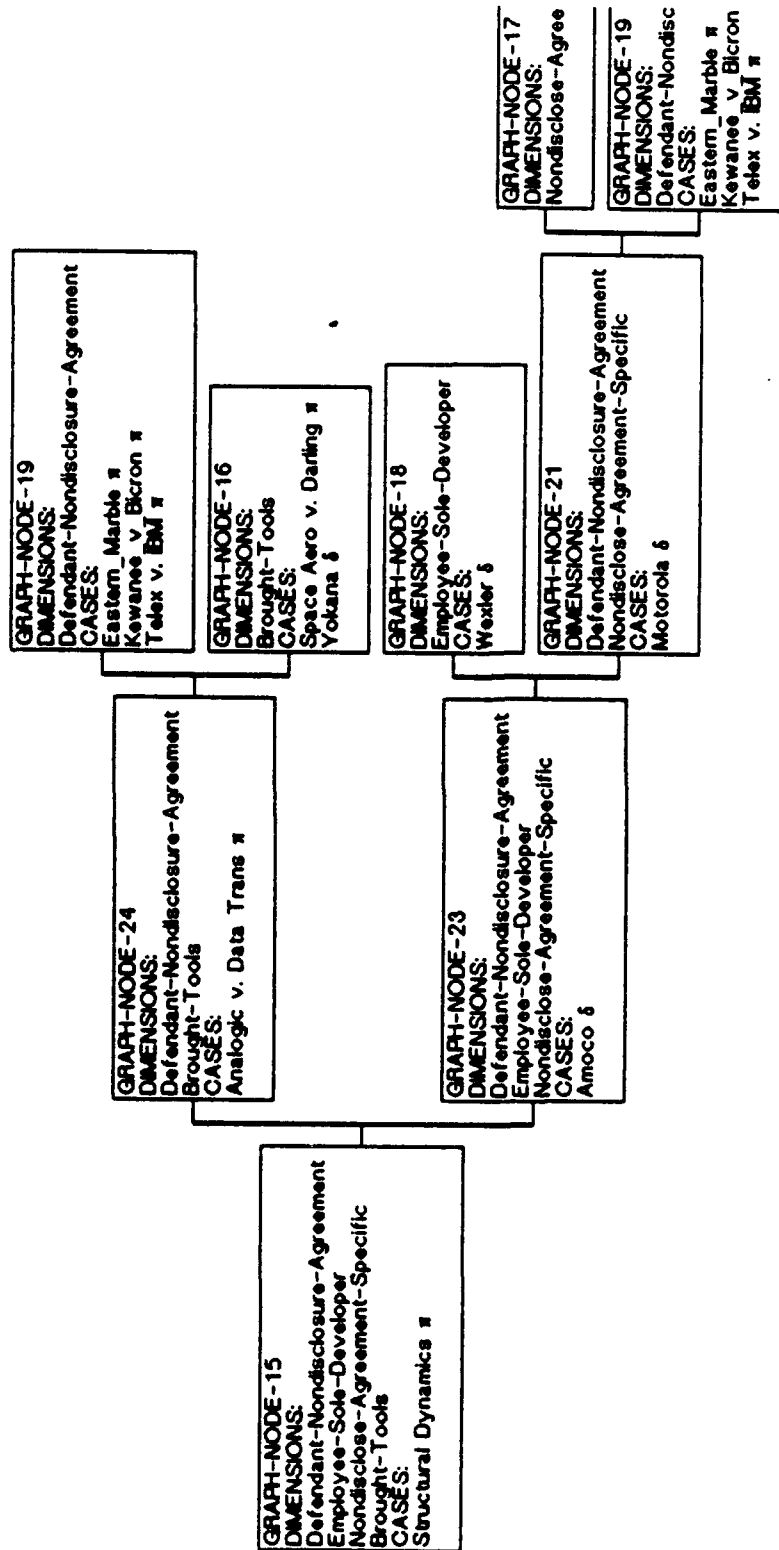 GRAPH-NODE-15
DIMENSIONS:
Defendant-Nondisclosure-Agreement
Employee-Sole-Developer
Nondisclose-Agreement-Specific
Brought-Tools
CASES:
Structural Dynamics π
GRAPH-NODE-24
DIMENSIONS:
Defendant-Nondisclosure-Agreement
Brought-Tools
CASES:
Analogic v. Data Trans π
GRAPH-NODE-23
DIMENSIONS:
Defendant-Nondisclosure-Agreement
Employee-Sole-Developer
Nondisclose-Agreement-Specific
CASES:
Amoco δ
GRAPH-NODE-19
DIMENSIONS:
Defendant-Nondisclosure-Agreement
CASES:
Eastern_Marble π
Kewanee v Bicron π
Telex v. IBM π
GRAPH-NODE-16
DIMENSIONS:
Brought-Tools
CASES:
Space Aero v. Darling π
Yokana δ
GRAPH-NODE-18
DIMENSIONS:
Employee-Sole-Developer
CASES:
Wexler δ
GRAPH-NODE-21
DIMENSIONS:
Defendant-Nondisclosure-Agreement
Nondisclose-Agreement-Specific
CASES:
Motorola δ
GRAPH-NODE-17
DIMENSIONS:
Nondisclose-Agree
GRAPH-NODE-19
DIMENSIONS:
Defendant-Nondisc
CASES:
Eastern_Marble π
Kewanee v Bicron
Telex v. IBM π